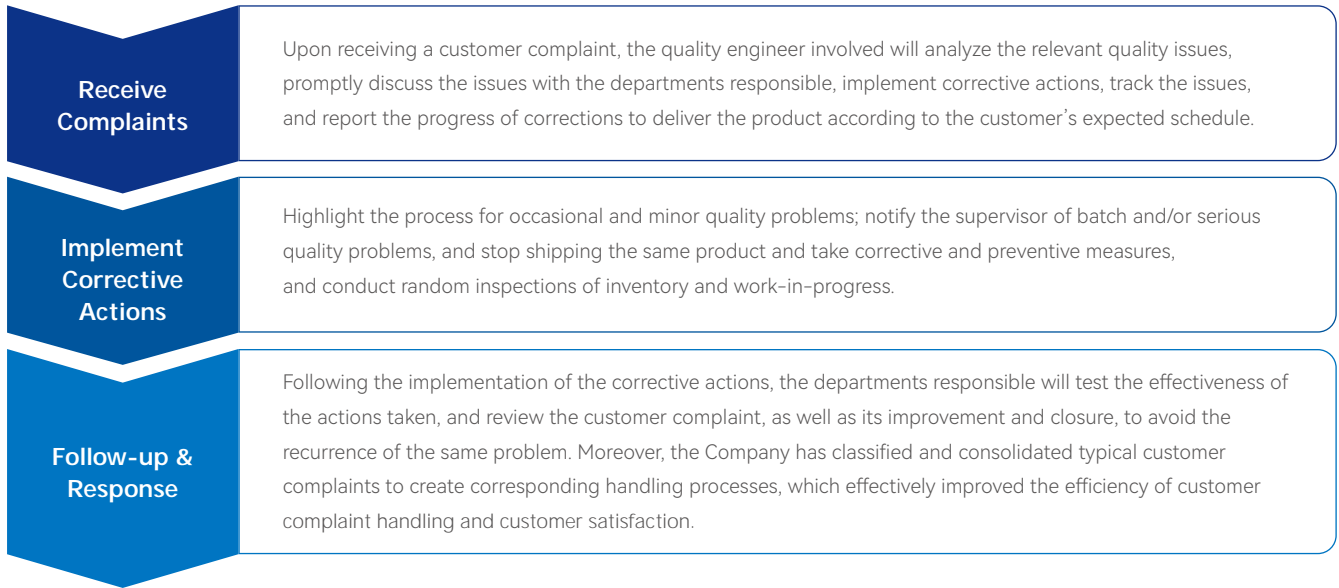 Receive
Complaints
Upon receiving a customer complaint, the quality engineer involved will analyze the relevant quality issues,
promptly discuss the issues with the departments responsible, implement corrective actions, track the issues,
and report the progress of corrections to deliver the product according to the customer's expected schedule.
Implement
Corrective
Actions
Highlight the process for occasional and minor quality problems; notify the supervisor of batch and/or serious
quality problems, and stop shipping the same product and take corrective and preventive measures,
and conduct random inspections of inventory and work-in-progress.
Follow-up &
Response
Following the implementation of the corrective actions, the departments responsible will test the effectiveness of
the actions taken, and review the customer complaint, as well as its improvement and closure, to avoid the
recurrence of the same problem. Moreover, the Company has classified and consolidated typical customer
complaints to create corresponding handling processes, which effectively improved the efficiency of customer
complaint handling and customer satisfaction.